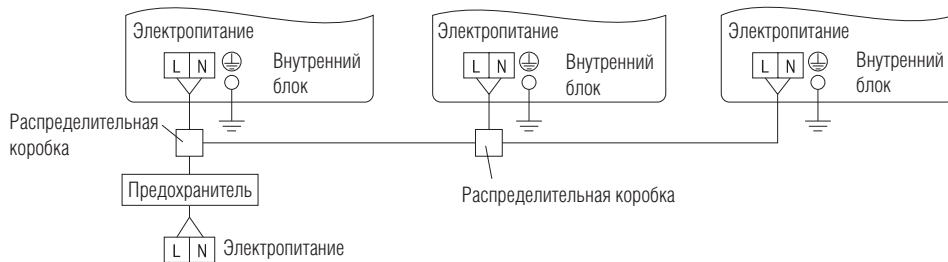 Электропитание
L N
Внутренний
блок
Электропитание
L N
Внутренний
блок
Электропитание
L N
Внутренний
блок
Распределительная
коробка
Предохранитель
Распределительная коробка
L N
Электропитание